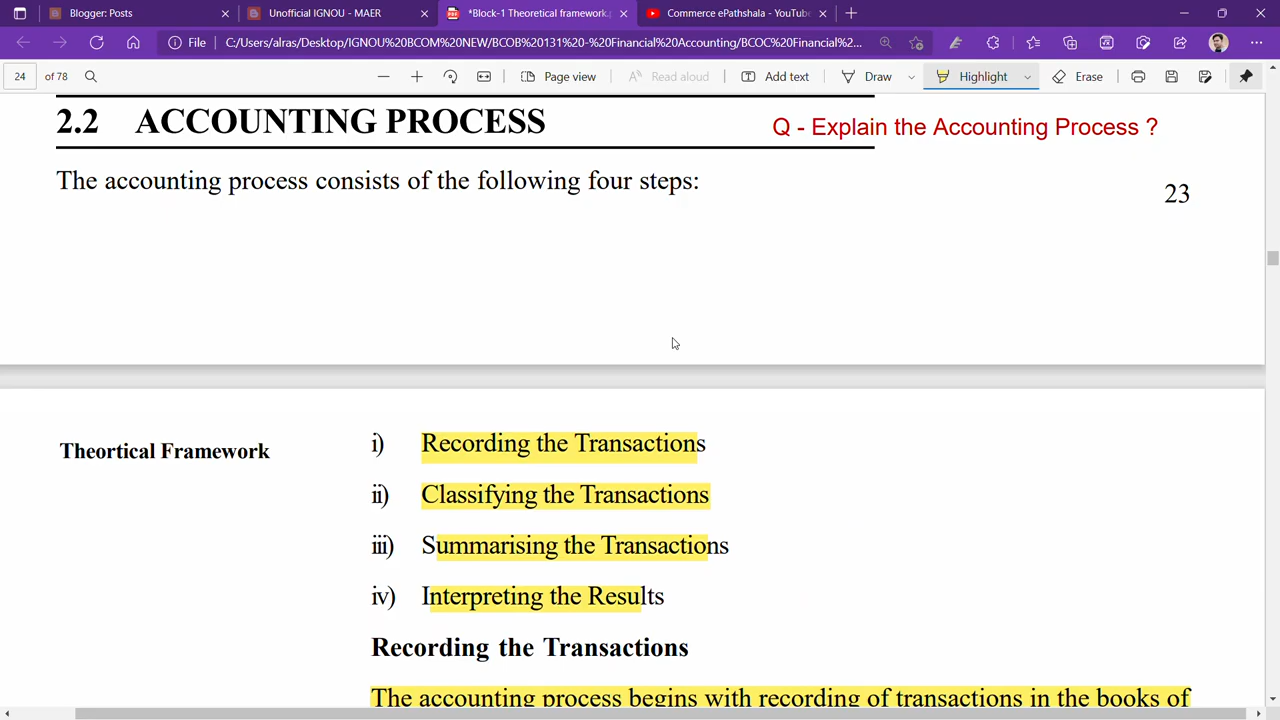 Blogger: Posts
Unofficial IGNOU - MAER
*Block-1 Theoretical framework.
Commerce ePathshala - YouTube
File
C:/Users/alras/Desktop/IGNOU%20BCOM%20NEW/BCOB%20131%20-%20Financial%20Accounting/BCOC%20Financial%2...
24 of 78
Page view
Read aloud
Add text
Draw
Highlight
Erase
2.2 ACCOUNTING PROCESS
Q - Explain the Accounting Process ?
The accounting process consists of the following four steps:
23
Theortical Framework
i) Recording the Transactions
ii) Classifying the Transactions
iii) Summarising the Transactions
iv) Interpreting the Results
Recording the Transactions
The accounting process begins with recording of transactions in the books of